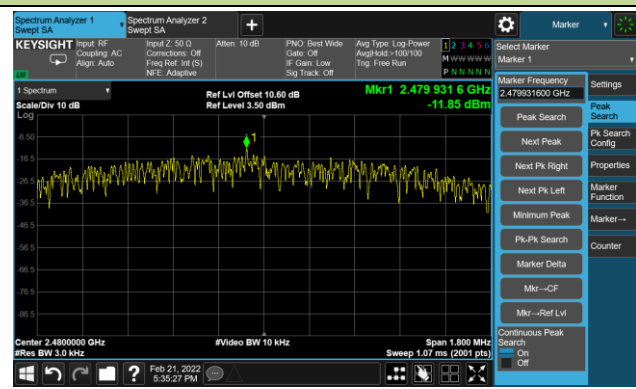 Spectrum Analyzer 1
Swept SA
Spectrum Analyzer 2
Swept SA
+
Marker
KEYSIGHT
Input: RF
Coupling: AC
Align: Auto
Input Z: 50 Ω
Corrections: Off
Freq Ref: Int (S)
NFE: Adaptive
Atten: 10 dB
PNO: Best Wide
Gate: Off
IF Gain: Low
Sig Track: Off
Avg Type: Log-Power
Avg|Hold:>100/100
Trig: Free Run
1 2 3 4 5 6
M W W W W W
P N N N N N
LXI
Select Marker
Marker 1
1 Spectrum
Scale/Div 10 dB
Log
Ref Lvl Offset 10.60 dB
Ref Level 3.50 dBm
Mkr1 2.479 931 6 GHz
-11.85 dBm
1
-6.50
-16.5
-26.5
-36.5
-46.5
-56.5
-66.5
-76.5
-86.5
Center 2.4800000 GHz
#Res BW 3.0 kHz
#Video BW 10 kHz
Span 1.800 MHz
Sweep 1.07 ms (2001 pts)
Marker Frequency
2.479931600 GHz
Peak Search
Next Peak
Next Pk Right
Next Pk Left
Minimum Peak
Pk-Pk Search
Marker Delta
Mkr→CF
Mkr→Ref Lvl
Continuous Peak
Search
On
Off
Settings
Peak
Search
Pk Search
Config
Properties
Marker
Function
Marker→
Counter
?
Feb 21, 2022
5:35:27 PM